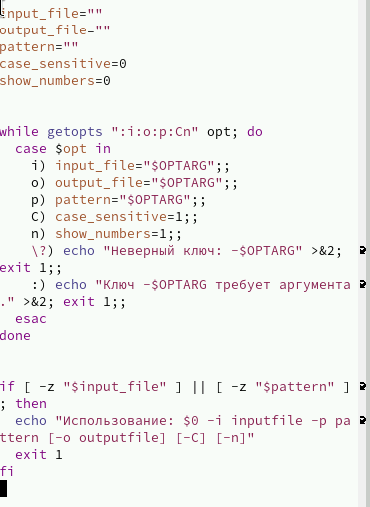 input_file=""
output_file=""
pattern=""
case_sensitive=0
show_numbers=0
while getopts ":i:o:p:Cn" opt; do
  case $opt in
    i) input_file="$OPTARG";;
    o) output_file="$OPTARG";;
    p) pattern="$OPTARG";;
    C) case_sensitive=1;;
    n) show_numbers=1;;
    \?) echo "Неверный ключ: -$OPTARG" >&2;
exit 1;;
    :) echo "Ключ -$OPTARG требует аргумента
." >&2; exit 1;;
  esac
done
if [ -z "$input_file" ] || [ -z "$pattern" ]
; then
  echo "Использование: $0 -i inputfile -p pa
ttern [-o outputfile] [-C] [-n]"
  exit 1
fi